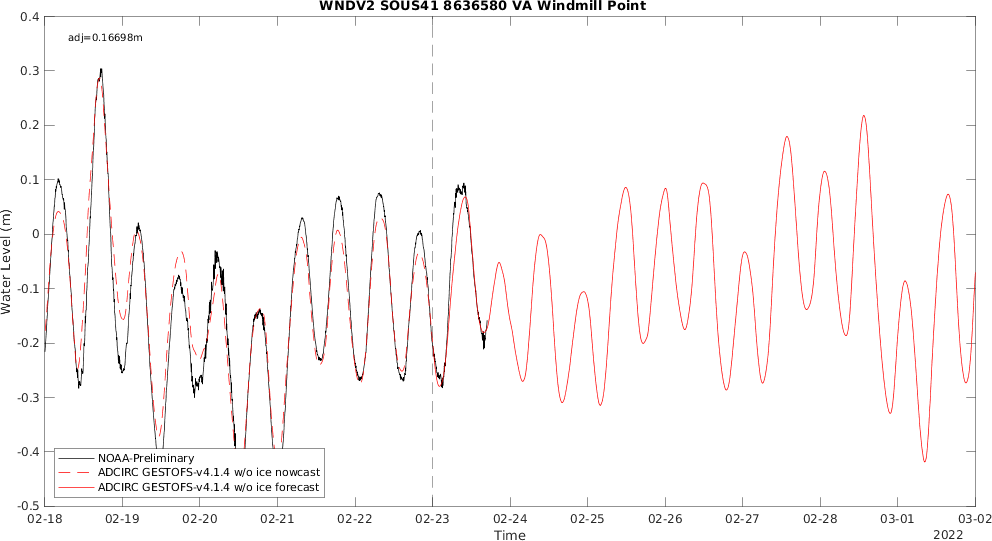 WNDV2 SOUS41 8636580 VA Windmill Point
adj=0.16698m
0.4
0.3
0.2
0.1
0
-0.1
-0.2
-0.3
-0.4
-0.5
Water Level (m)
NOAA-Preliminary
ADCIRC GESTOFS-v4.1.4 w/o ice nowcast
ADCIRC GESTOFS-v4.1.4 w/o ice forecast
02-18 02-19 02-20 02-21 02-22 02-23 02-24 02-25 02-26 02-27 02-28 03-01 03-02
Time
2022